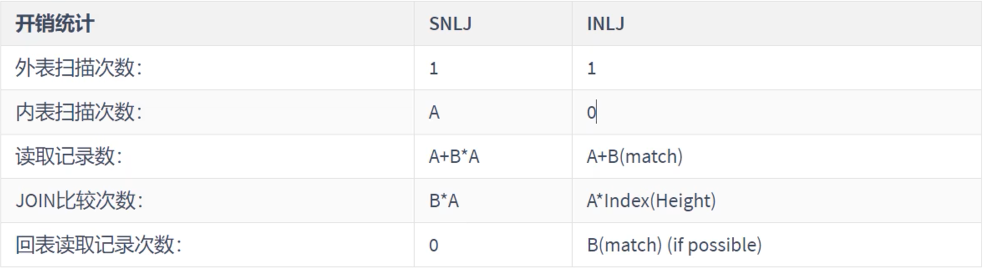 开销统计 SNLJ INLJ
外表扫描次数： 1 1
内表扫描次数： A 0
读取记录数： A+B*A A+B(match)
JOIN比较次数： B*A A*Index(Height)
回表读取记录次数： 0 B(match) (if possible)